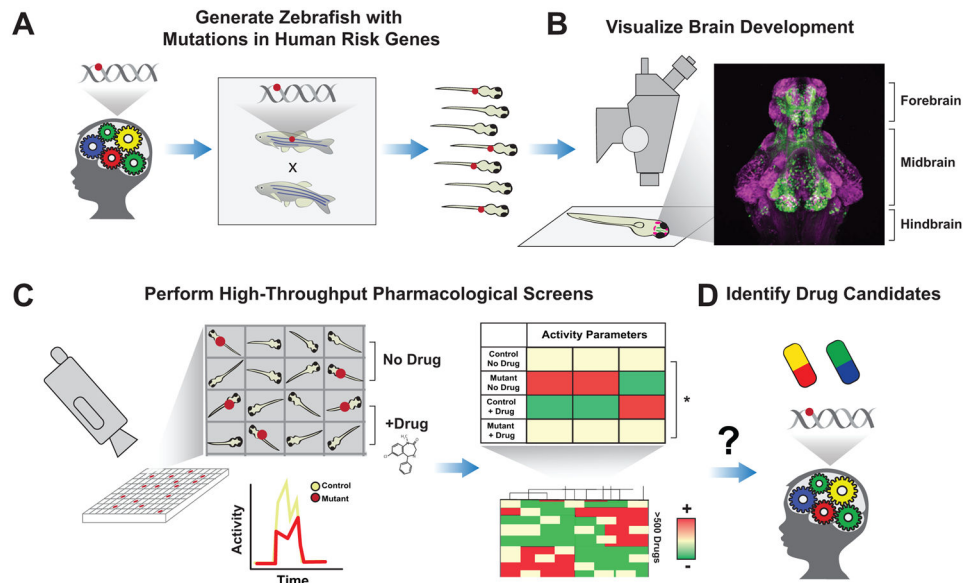 A
Generate Zebrafish with
Mutations in Human Risk Genes
x
B
Visualize Brain Development
Forebrain
Midbrain
Hindbrain
C
Perform High-Throughput Pharmacological Screens
No Drug
+Drug
Control
Mutant
Activity
Time
Activity Parameters
Control
No Drug
Mutant
No Drug
Control
+ Drug
Mutant
+ Drug
*
>500 Drugs
+
-
D
Identify Drug Candidates
?